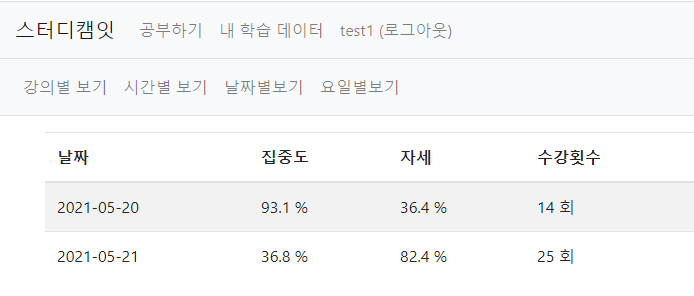 스터디캠잇 공부하기 내 학습 데이터 test1 (로그아웃)
강의별 보기 시간별 보기 날짜별보기 요일별보기
날짜 집중도 자세 수강횟수
2021-05-20 93.1 % 36.4 % 14 회
2021-05-21 36.8 % 82.4 % 25 회